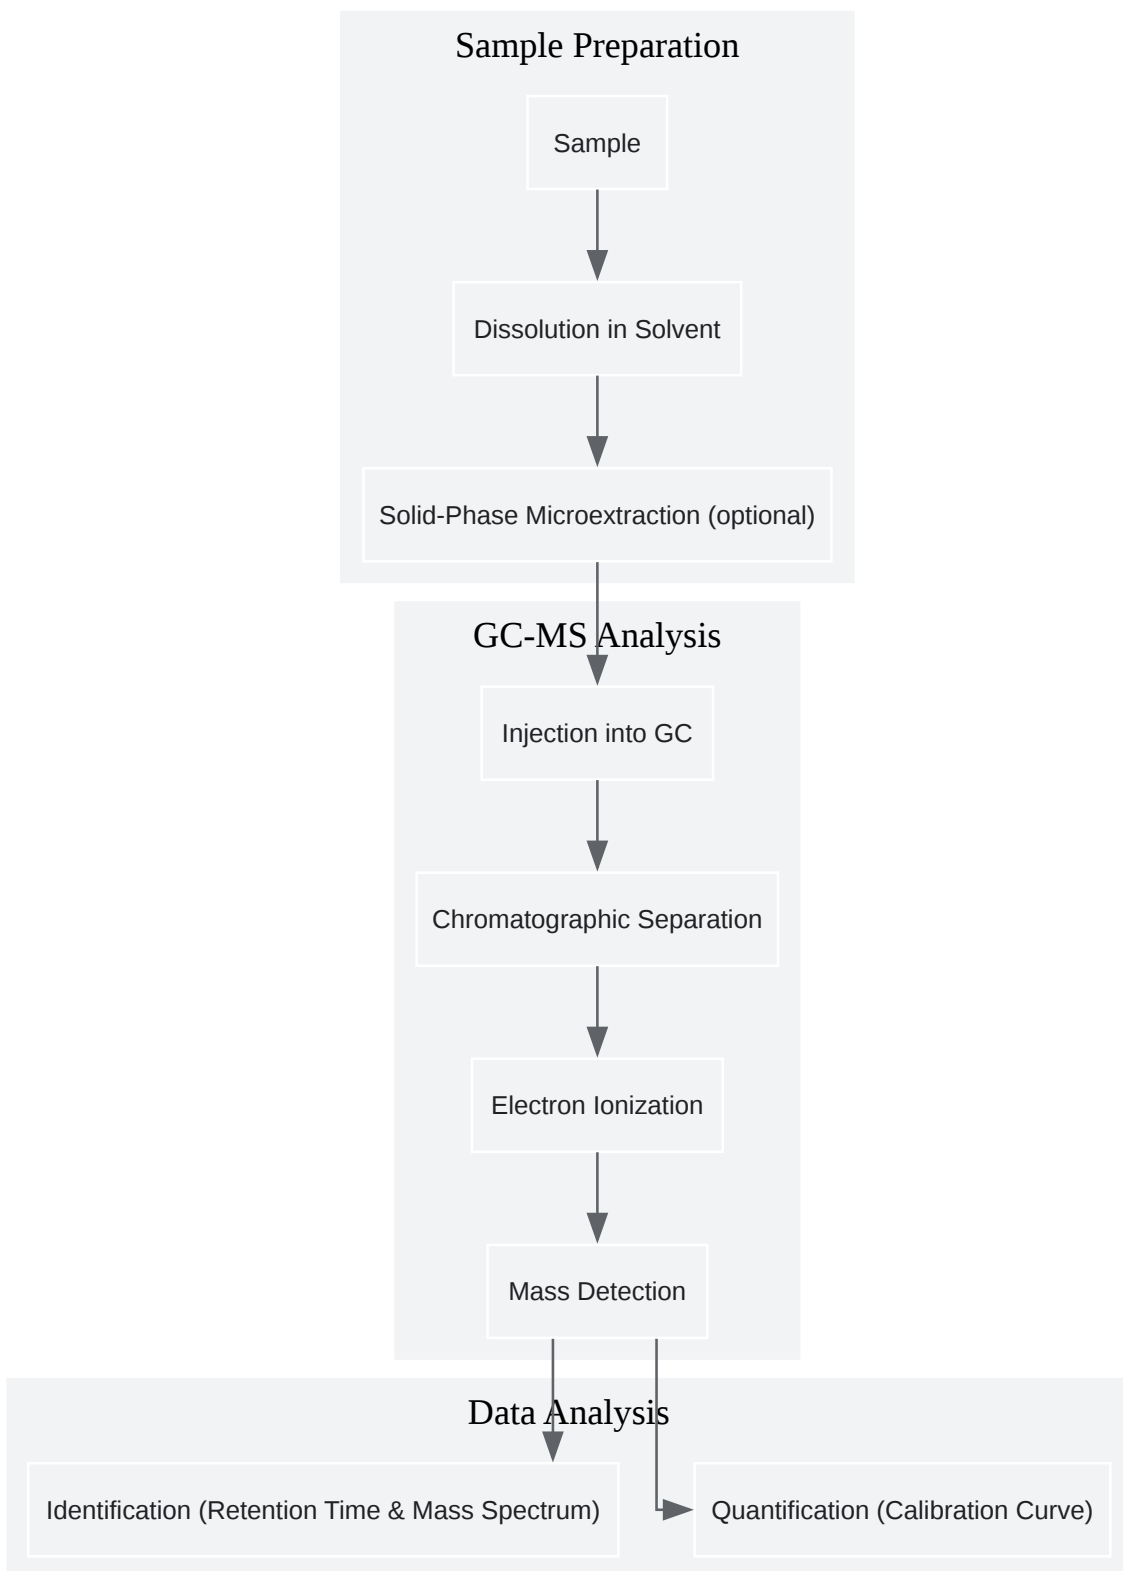 Sample Preparation
Sample
Dissolution in Solvent
Solid-Phase Microextraction (optional)
GC-MS Analysis
Injection into GC
Chromatographic Separation
Electron Ionization
Mass Detection
Data Analysis
Identification (Retention Time & Mass Spectrum)
Quantification (Calibration Curve)